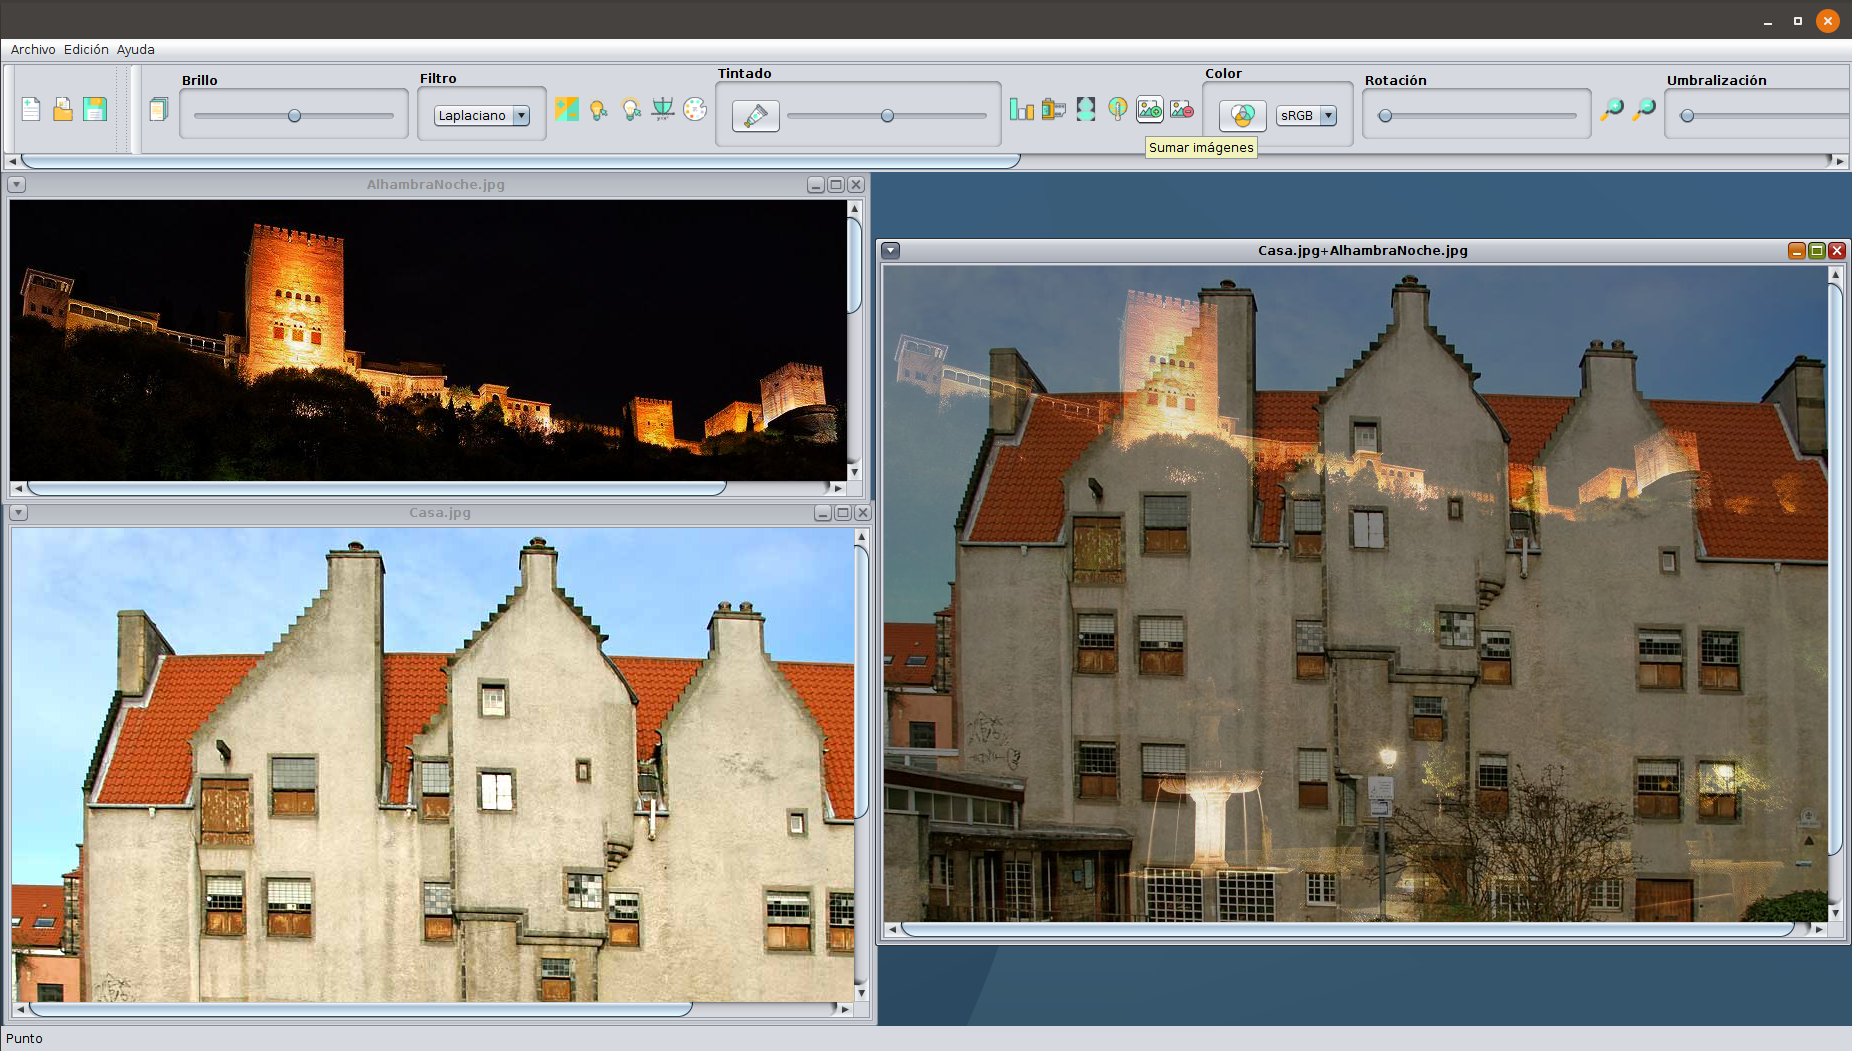 Archivo Edición Ayuda
Brillo
Filtro
Tintado
Color
Rotación
Umbralización
Laplaciano
sRGB
Sumar imágenes
AlhambraNoche.jpg
Casa.jpg+AlhambraNoche.jpg
Casa.jpg
Punto